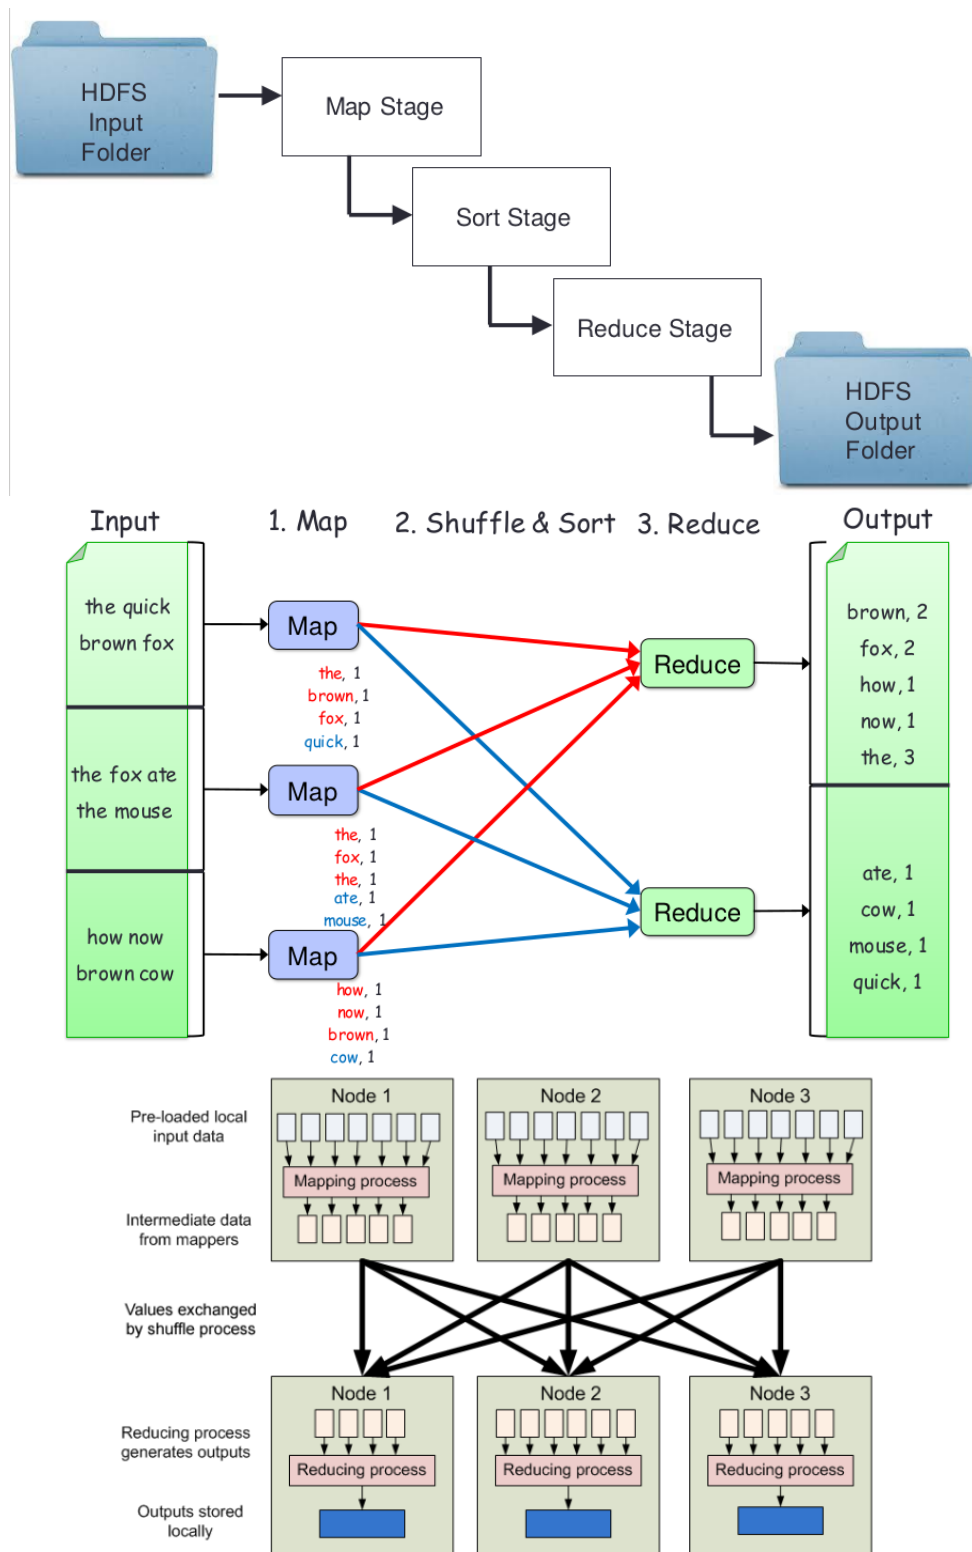 HDFS
Input
Folder
Map Stage
Sort Stage
Reduce Stage
HDFS
Output
Folder
Input
1. Map
2. Shuffle & Sort
3. Reduce
Output
the quick
brown fox
Map
the, 1
brown, 1
fox, 1
quick, 1
the fox ate
the mouse
Map
the, 1
fox, 1
the, 1
ate, 1
mouse, 1
how now
brown cow
Map
how, 1
now, 1
brown, 1
cow, 1
Reduce
Reduce
brown, 2
fox, 2
how, 1
now, 1
the, 3
ate, 1
cow, 1
mouse, 1
quick, 1
Pre-loaded local
input data
Node 1
Node 2
Node 3
Mapping process
Mapping process
Mapping process
Intermediate data
from mappers
Values exchanged
by shuffle process
Node 1
Node 2
Node 3
Reducing process
generates outputs
Reducing process
Reducing process
Reducing process
Outputs stored
locally